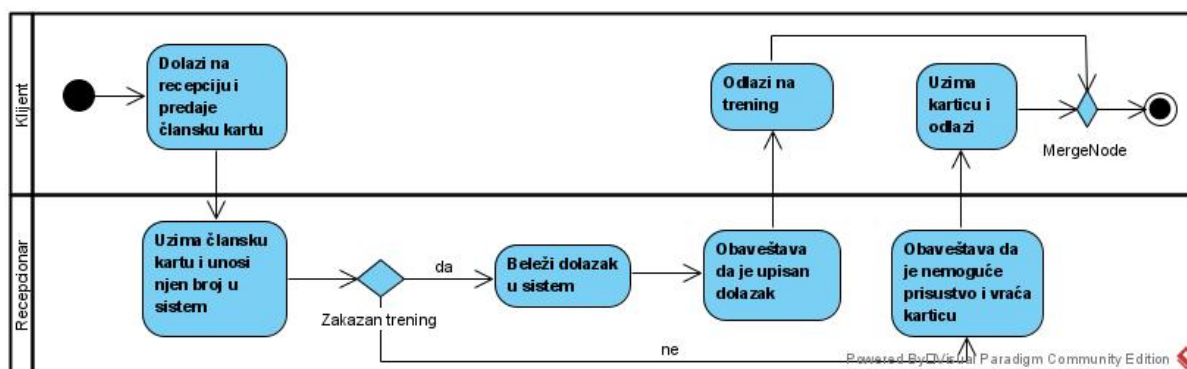 Klijent
Dolazi na
recepciju i
predaje
člansku kartu
Odlazi na
trening
Uzima
karticu i
odlazi
MergeNode
Recepcionar
Uzima člansku
kartu i unosi
njen broj u
sistem
Zakazan trening
da
Beleži dolazak
u sistem
Obaveštava
da je upisan
dolazak
Obaveštava da
je nemoguće
prisustvo i vraća
karticu
ne
Powered By Visual Paradigm Community Edition